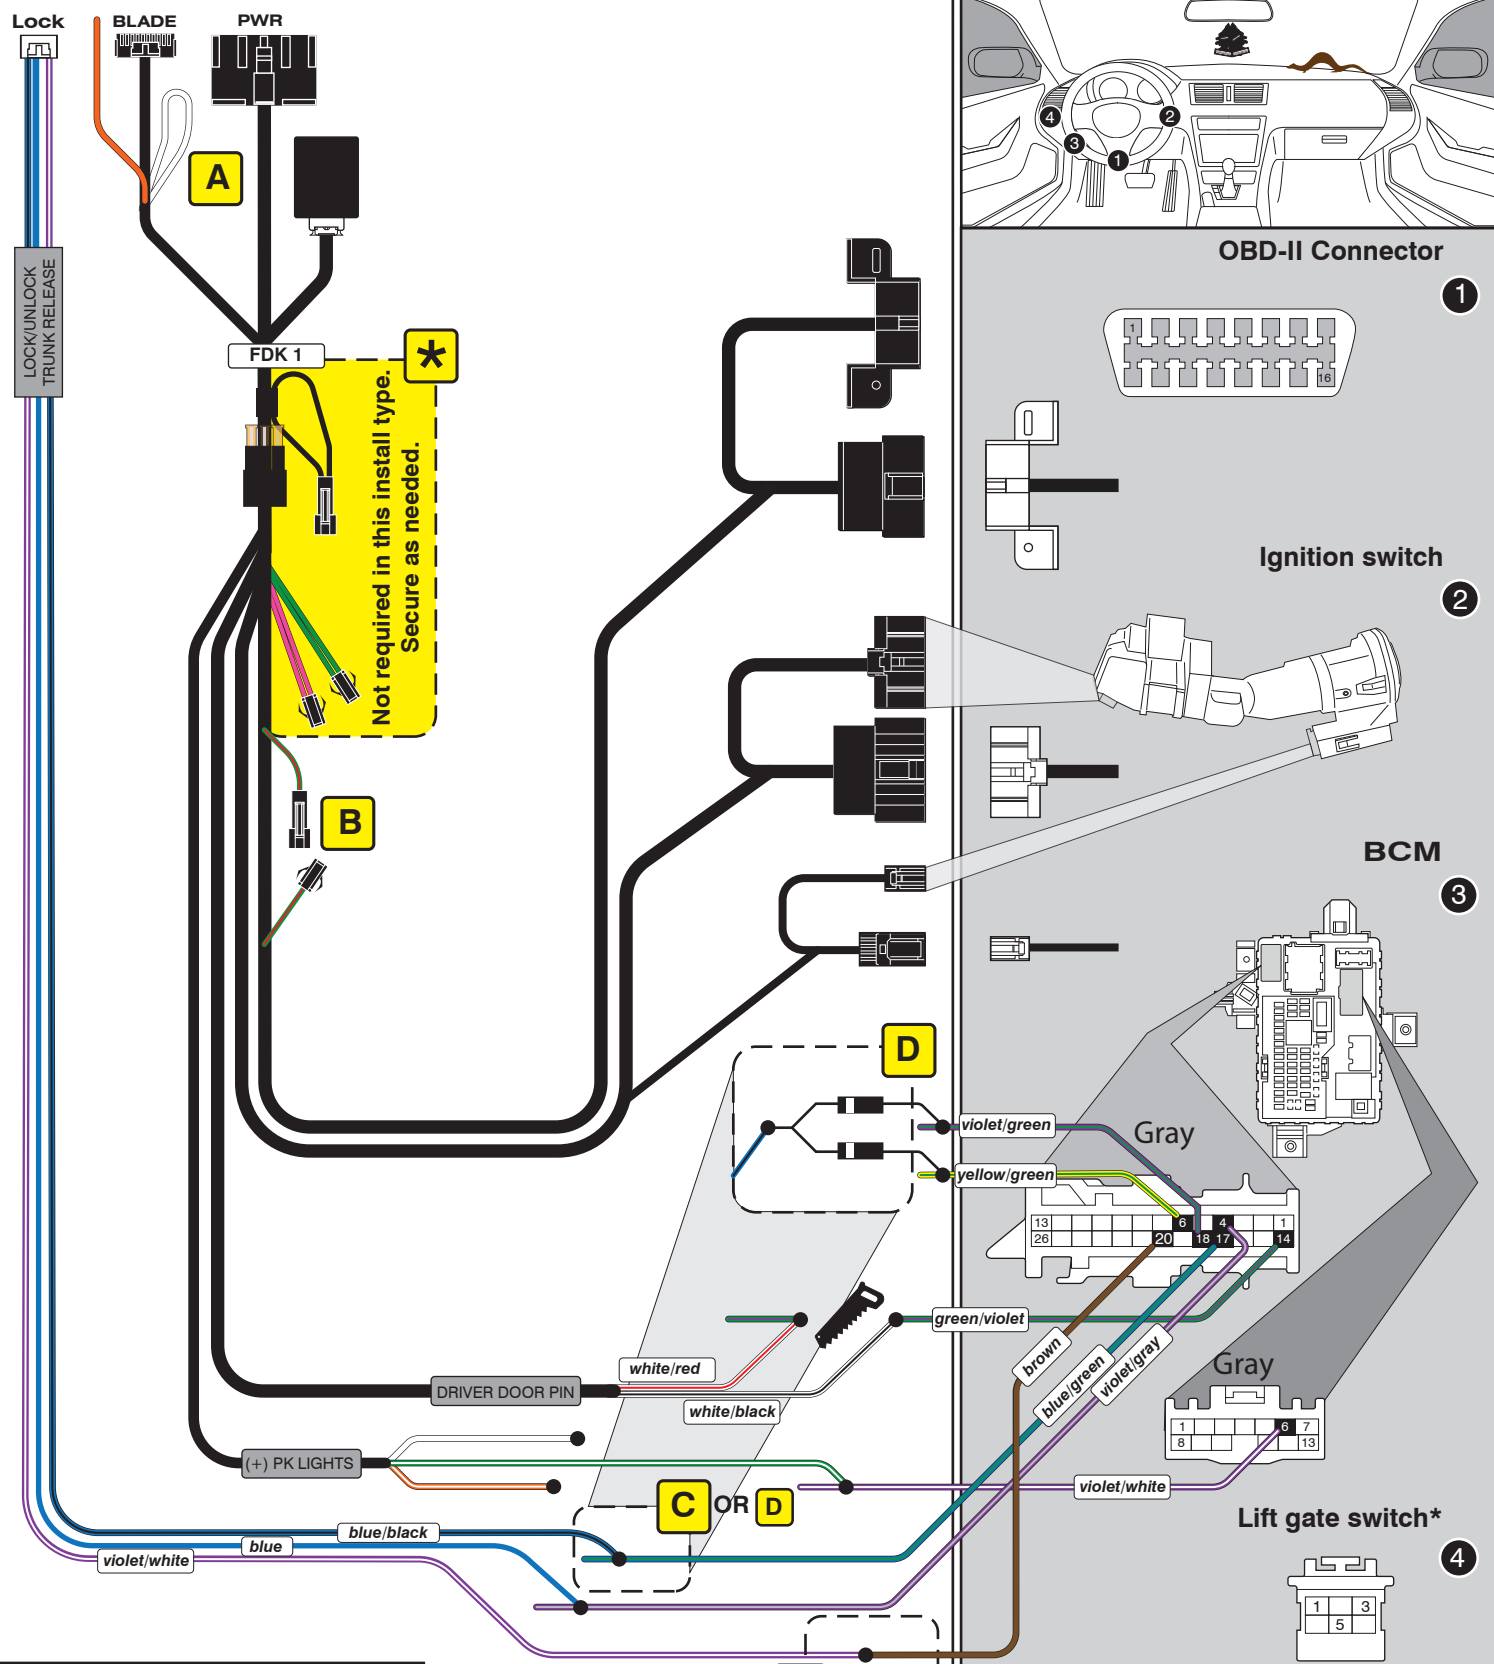 Lock
BLADE
PWR
A
4
3
2
1
LOCK/UNLOCK
TRUNK RELEASE
FDK 1
*
Not required in this install type.
Secure as needed.
B
OBD-II Connector
1
1
16
Ignition switch
2
BCM
3
D
violet/green
yellow/green
Gray
13 6 4 1
26 20 18 17 14
green/violet
white/red
DRIVER DOOR PIN
white/black
brown
blue/green
violet/gray
Gray
1 6 7
8 13
(+) PK LIGHTS
violet/white
C OR D
blue/black
blue
violet/white
Lift gate switch*
4
1 3
5